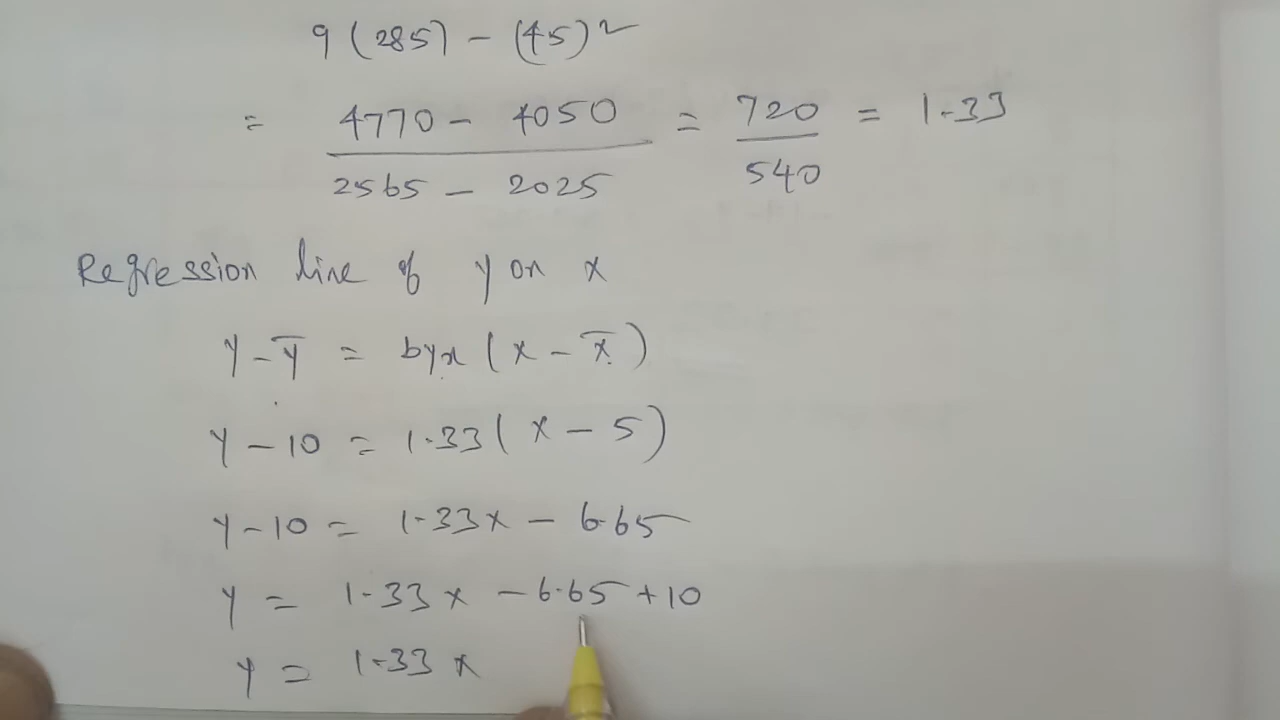 9 (285) - (45)²
= 4770 - 4050 / 2565 - 2025 = 720 / 540 = 1.33
Regression line of y on x
y - y̅ = byx (x - x̅)
y - 10 = 1.33 (x - 5)
y - 10 = 1.33x - 6.65
y = 1.33x - 6.65 + 10
y = 1.33x